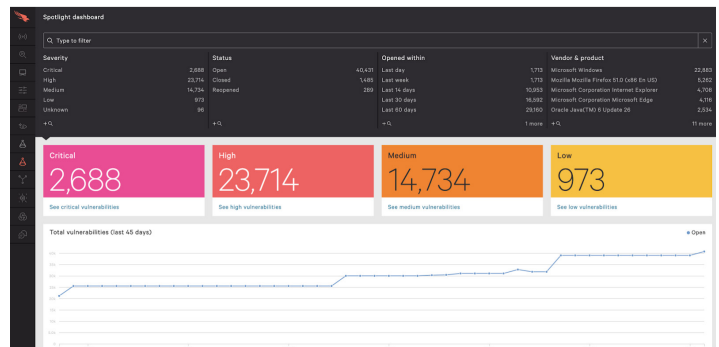 Spotlight dashboard
Type to filter
Severity
Critical 2,688
High 23,714
Medium 14,734
Low 973
Unknown 96
+
Status
Open 40,431
Closed 1,485
Reopened 289
+
Opened within
Last day 1,713
Last week 1,713
Last 14 days 10,953
Last 30 days 16,592
Last 60 days 29,160
+ 1 more
Vendor & product
Microsoft Windows 22,883
Mozilla Mozilla Firefox 51.0 (x86 En US) 5,262
Microsoft Corporation Internet Explorer 4,708
Microsoft Corporation Microsoft Edge 4,116
Oracle Java(TM) 6 Update 26 2,534
+ 11 more
Critical
2,688
See critical vulnerabilities
High
23,714
See high vulnerabilities
Medium
14,734
See medium vulnerabilities
Low
973
See low vulnerabilities
Total vulnerabilities (last 45 days)
Open